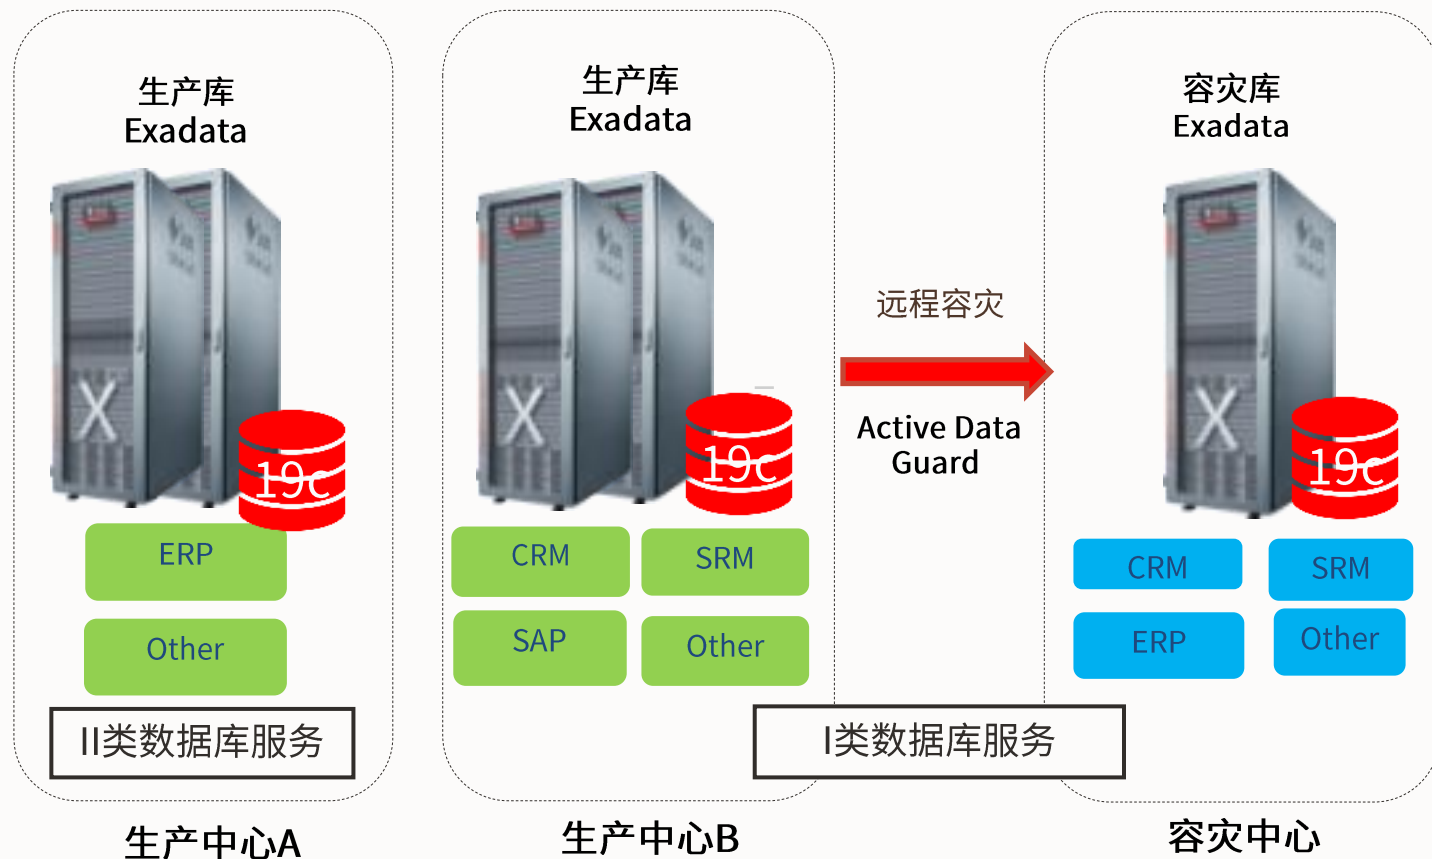 生产库
Exadata
19c
ERP
Other
II类数据库服务
生产中心A
生产库
Exadata
19c
CRM
SRM
SAP
Other
生产中心B
远程容灾
Active Data
Guard
I类数据库服务
容灾库
Exadata
X
X
X
19c
CRM
SRM
ERP
Other
容灾中心